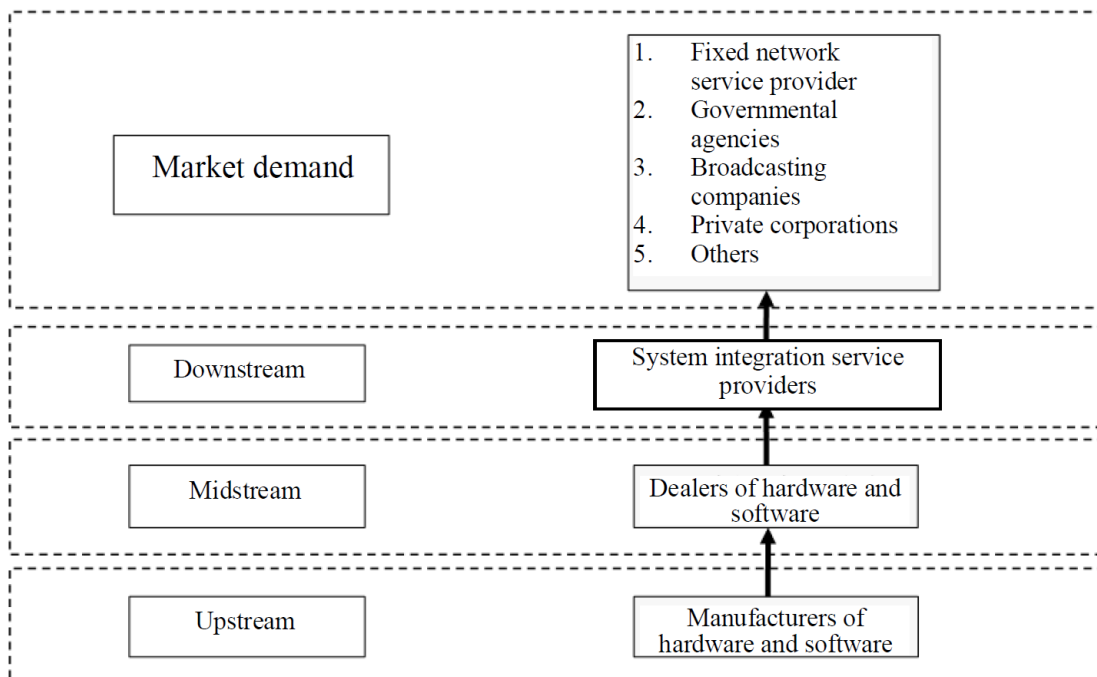 Market demand
1. Fixed network
service provider
2. Governmental
agencies
3. Broadcasting
companies
4. Private corporations
5. Others
Downstream
System integration service
providers
Midstream
Dealers of hardware and
software
Upstream
Manufacturers of
hardware and software